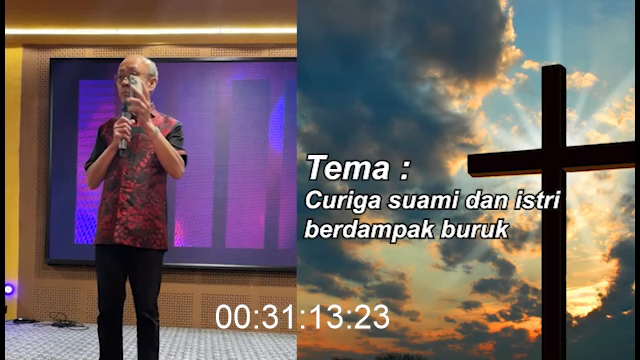 Tema :
Curiga suami dan istri
berdampak buruk
00:31:13.23